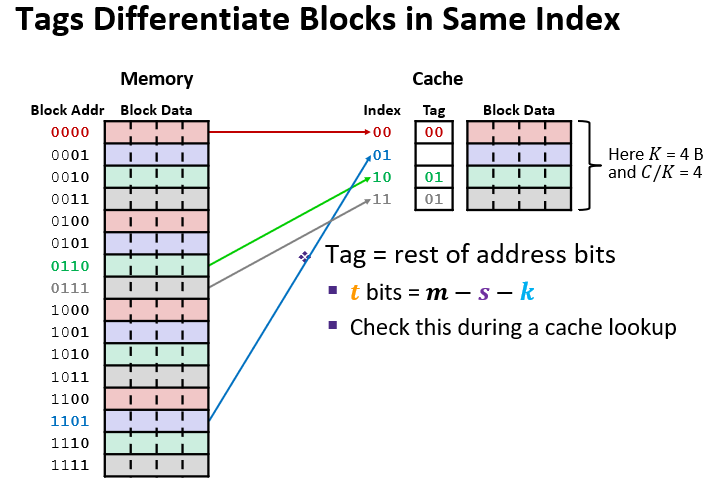 Tags Differentiate Blocks in Same Index
Memory
Cache
Block Addr Block Data
Index Tag Block Data
0000
00 00
0001
01
0010
10 01
0011
11 01
0100
0101
0110
0111
1000
1001
1010
1011
1100
1101
1110
1111
Here K = 4 B
and C/K = 4
Tag = rest of address bits
t bits = m − s − k
Check this during a cache lookup